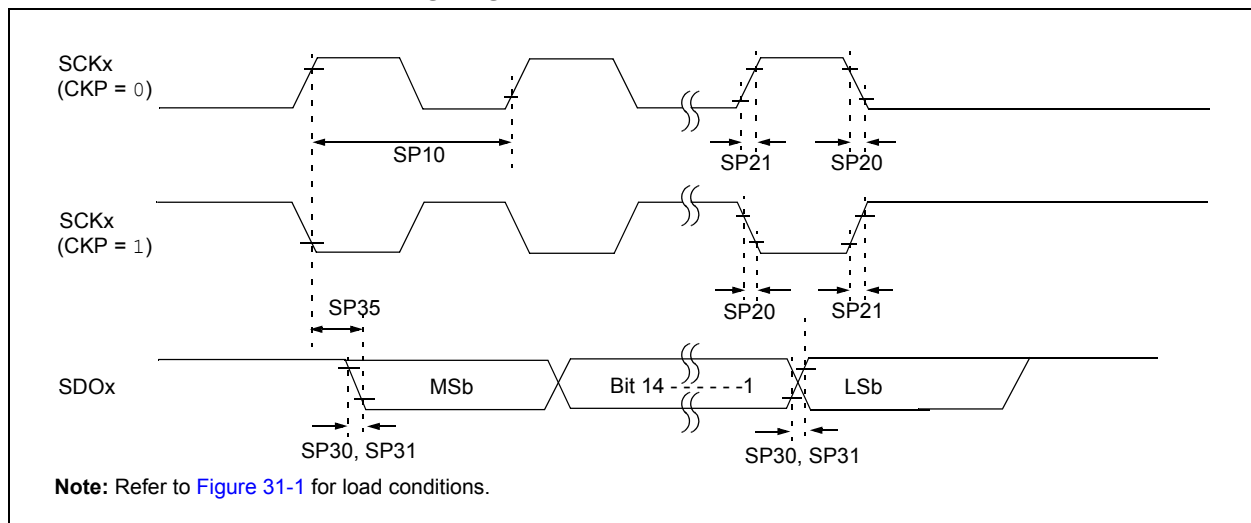 SCKx
(CKP = 0)
SP10
SP21
SP20
SCKx
(CKP = 1)
SP35
SP20
SP21
SDOx
MSb
Bit 14 - - - - - -1
LSb
SP30, SP31
SP30, SP31
Note: Refer to Figure 31-1 for load conditions.